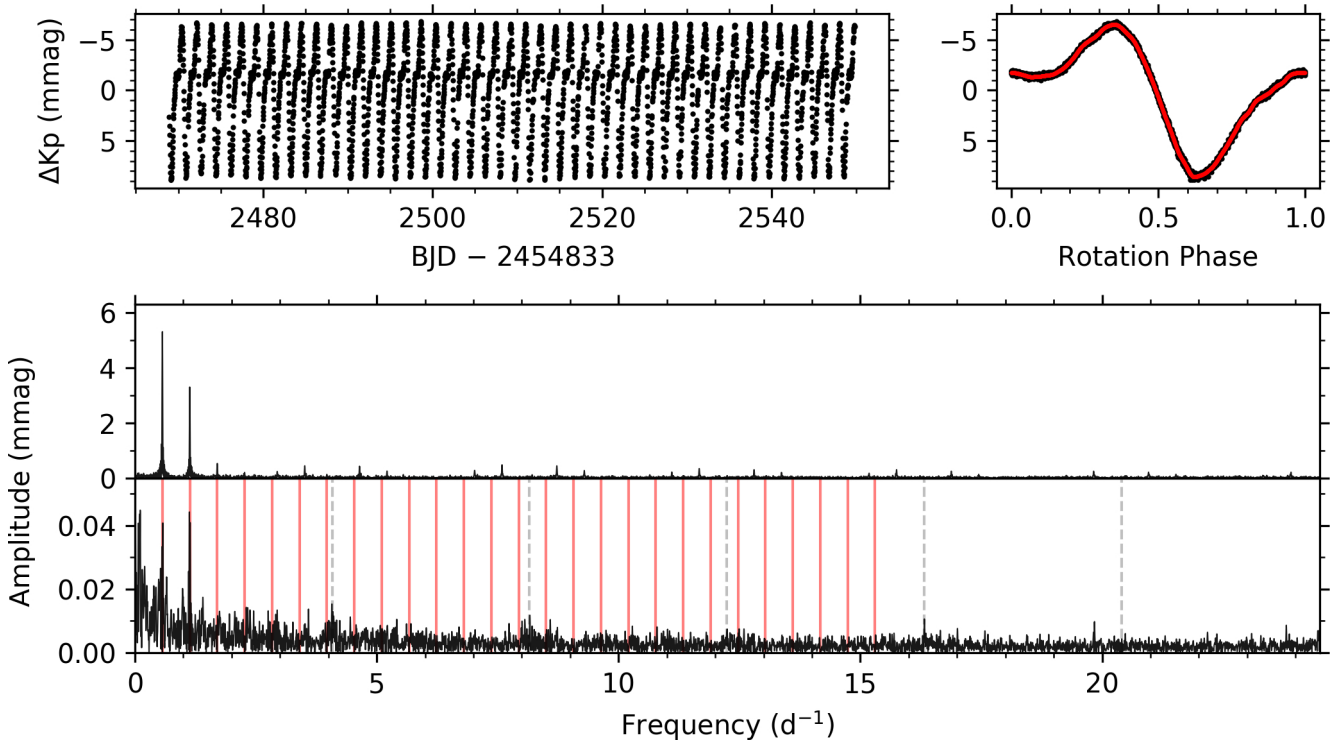 ΔKp (mmag)
−5
0
5
2480 2500 2520 2540
BJD − 2454833
−5
0
5
0.0 0.5 1.0
Rotation Phase
Amplitude (mmag)
6
4
2
0
0.04
0.02
0.00
0 5 10 15 20
Frequency (d⁻¹)